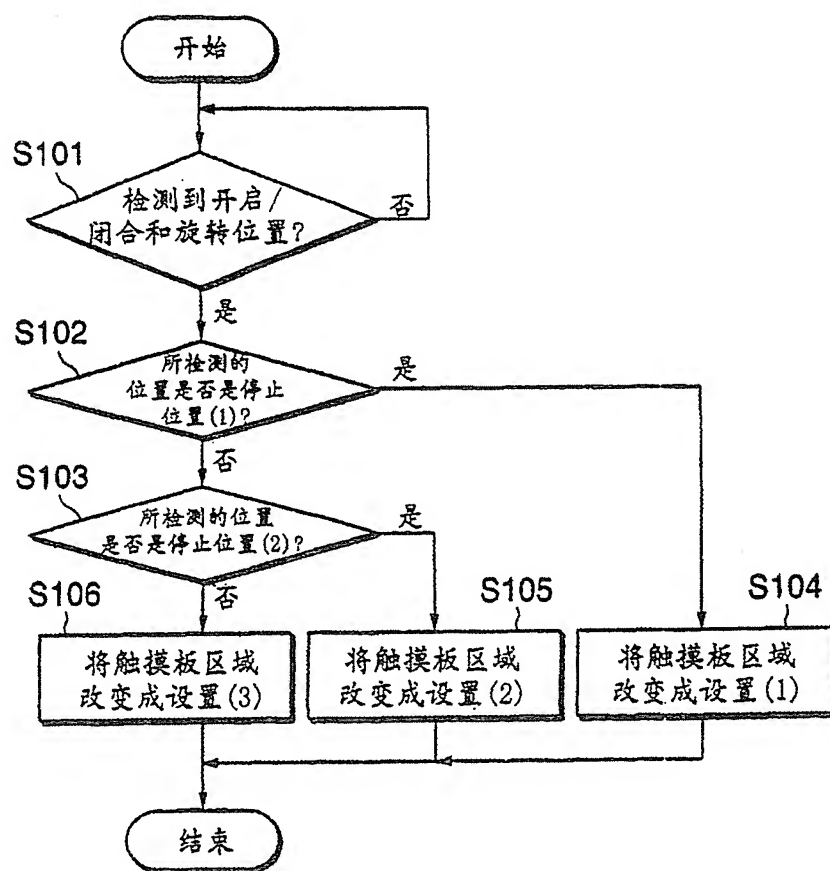 开始
S101
检测到开启/
闭合和旋转位置?
否
是
S102
所检测的
位置是否是停止
位置(1)?
是
否
S103
所检测的位置
是否是停止位置(2)?
是
否
S106
将触摸板区域
改变成设置(3)
S105
将触摸板区域
改变成设置(2)
S104
将触摸板区域
改变成设置(1)
结束